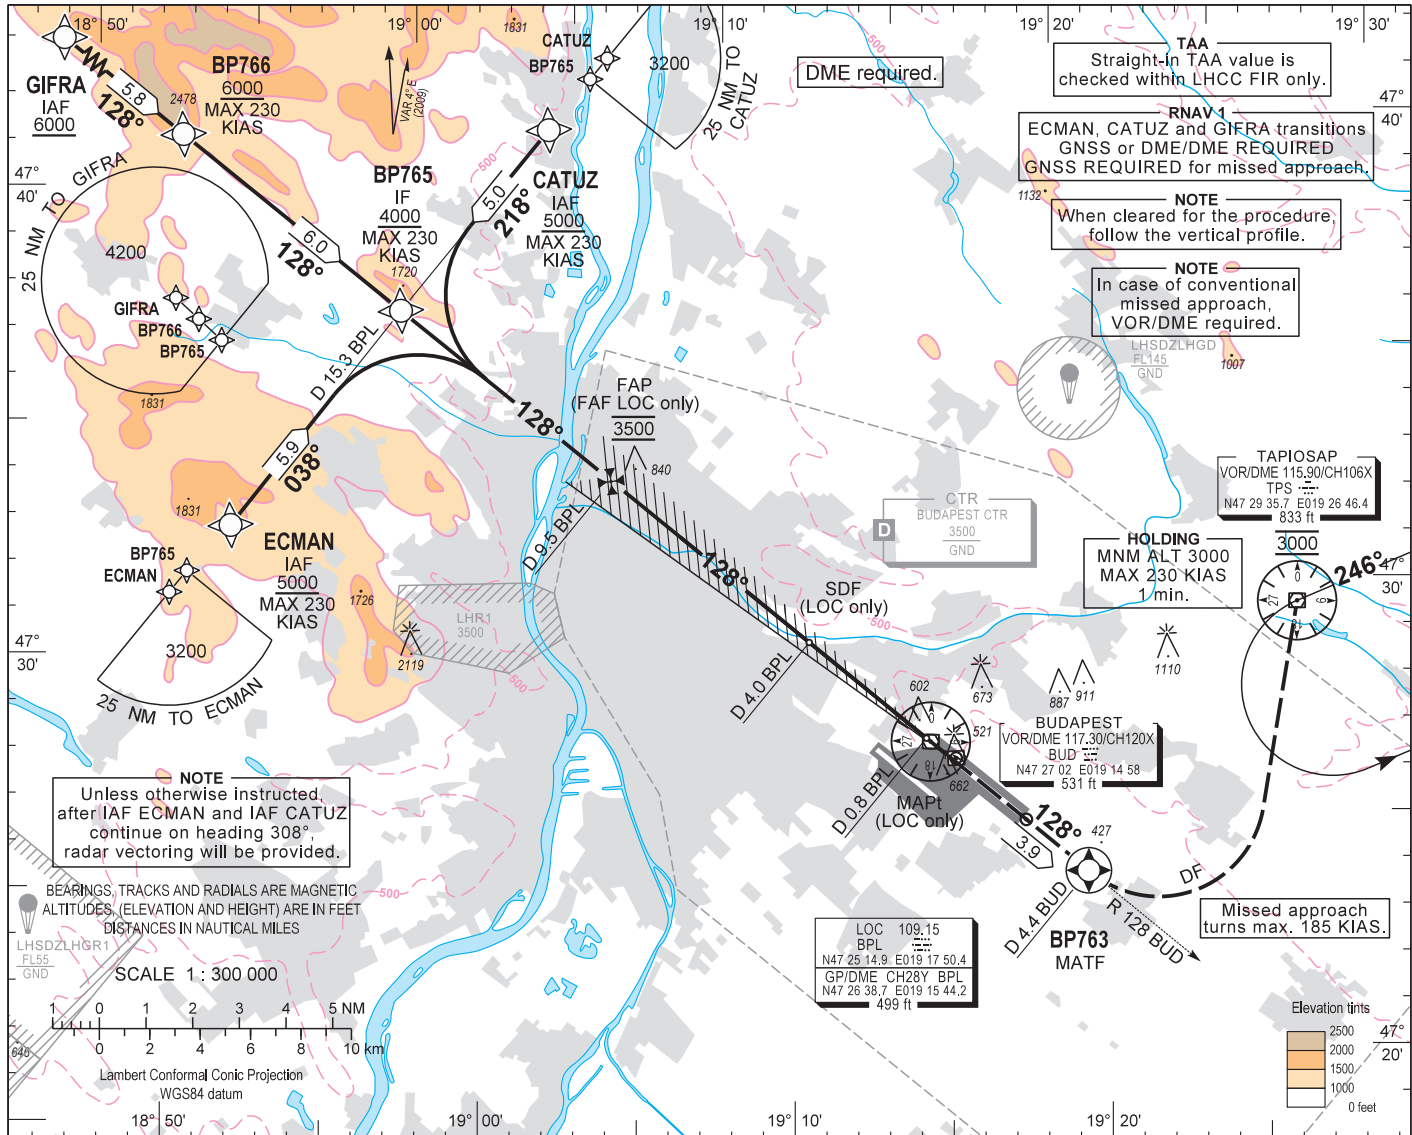 18° 50'
19° 00'
19° 10'
19° 20'
19° 30'
GIFRA
IAF
6000
5.8
128°
2478
BP766
6000
MAX 230
KIAS
VAR 4° E
(2009)
1831
CATUZ
BP765
3200
25 NM TO
CATUZ
500
DME required.
TAA
Straight-in TAA value is
checked within LHCC FIR only.
47°
40'
RNAV 1
ECMAN, CATUZ and GIFRA transitions
GNSS or DME/DME REQUIRED
GNSS REQUIRED for missed approach.
1132
NOTE
When cleared for the procedure,
follow the vertical profile.
NOTE
In case of conventional
missed approach,
VOR/DME required.
47°
40'
25 NM TO GIFRA
4200
GIFRA
BP766
BP765
1831
6.0
128°
BP765
IF
4000
MAX 230
KIAS
1720
500
5.0
218°
CATUZ
IAF
5000
MAX 230
KIAS
D 15.3 BPL
LHSDZLHGD
FL145
GND
1007
FAP
(FAF LOC only)
3500
840
128°
5.9
038°
1831
ECMAN
IAF
5000
MAX 230
KIAS
BP765
ECMAN
3200
25 NM TO ECMAN
1726
2119
LHR1
3500
500
D 9.5 BPL
128°
D
CTR
BUDAPEST CTR
3500
GND
TAPIOSAP
VOR/DME 115.90/CH106X
TPS
N47 29 35.7 E019 26 46.4
833 ft
3000
246°
HOLDING
MNM ALT 3000
MAX 230 KIAS
1 min.
0
9
18
27
47°
30'
SDF
(LOC only)
500
D 4.0 BPL
47°
30'
602
673
887
911
1110
521
0
27
18
662
BUDAPEST
VOR/DME 117.30/CH120X
BUD
N47 27 02 E019 14 58
531 ft
D 0.8 BPL
MAPt
(LOC only)
128°
3.9
427
D 4.4 BUD
BP763
MATF
R 128 BUD
DF
Missed approach
turns max. 185 KIAS.
NOTE
Unless otherwise instructed,
after IAF ECMAN and IAF CATUZ
continue on heading 308°,
radar vectoring will be provided.
500
BEARINGS, TRACKS AND RADIALS ARE MAGNETIC
ALTITUDES, (ELEVATION AND HEIGHT) ARE IN FEET
DISTANCES IN NAUTICAL MILES
LHSDZLHGR1
FL55
GND
SCALE 1 : 300 000
1 0 1 2 3 4 5 NM
0 2 4 6 8 10 km
646
Lambert Conformal Conic Projection
WGS84 datum
LOC 109.15
BPL
N47 25 14.9 E019 17 50.4
GP/DME CH28Y BPL
N47 26 38.7 E019 15 44.2
499 ft
Elevation tints
2500
2000
1500
1000
0 feet
47°
20'
18° 50'
19° 00'
19° 10'
19° 20'